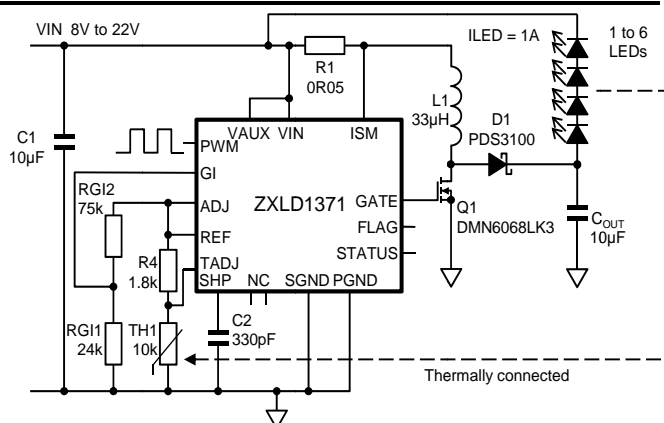 VIN 8V to 22V
ILED = 1A
1 to 6
LEDs
R1
0R05
L1
33µH
D1
PDS3100
C1
10µF
VAUX VIN ISM
PWM
GI
ADJ
REF
TADJ
SHP NC SGND PGND
ZXLD1371
GATE
FLAG
STATUS
Q1
DMN6068LK3
COUT
10µF
RGI2
75k
R4
1.8k
RGI1
24k
TH1
10k
C2
330pF
Thermally connected